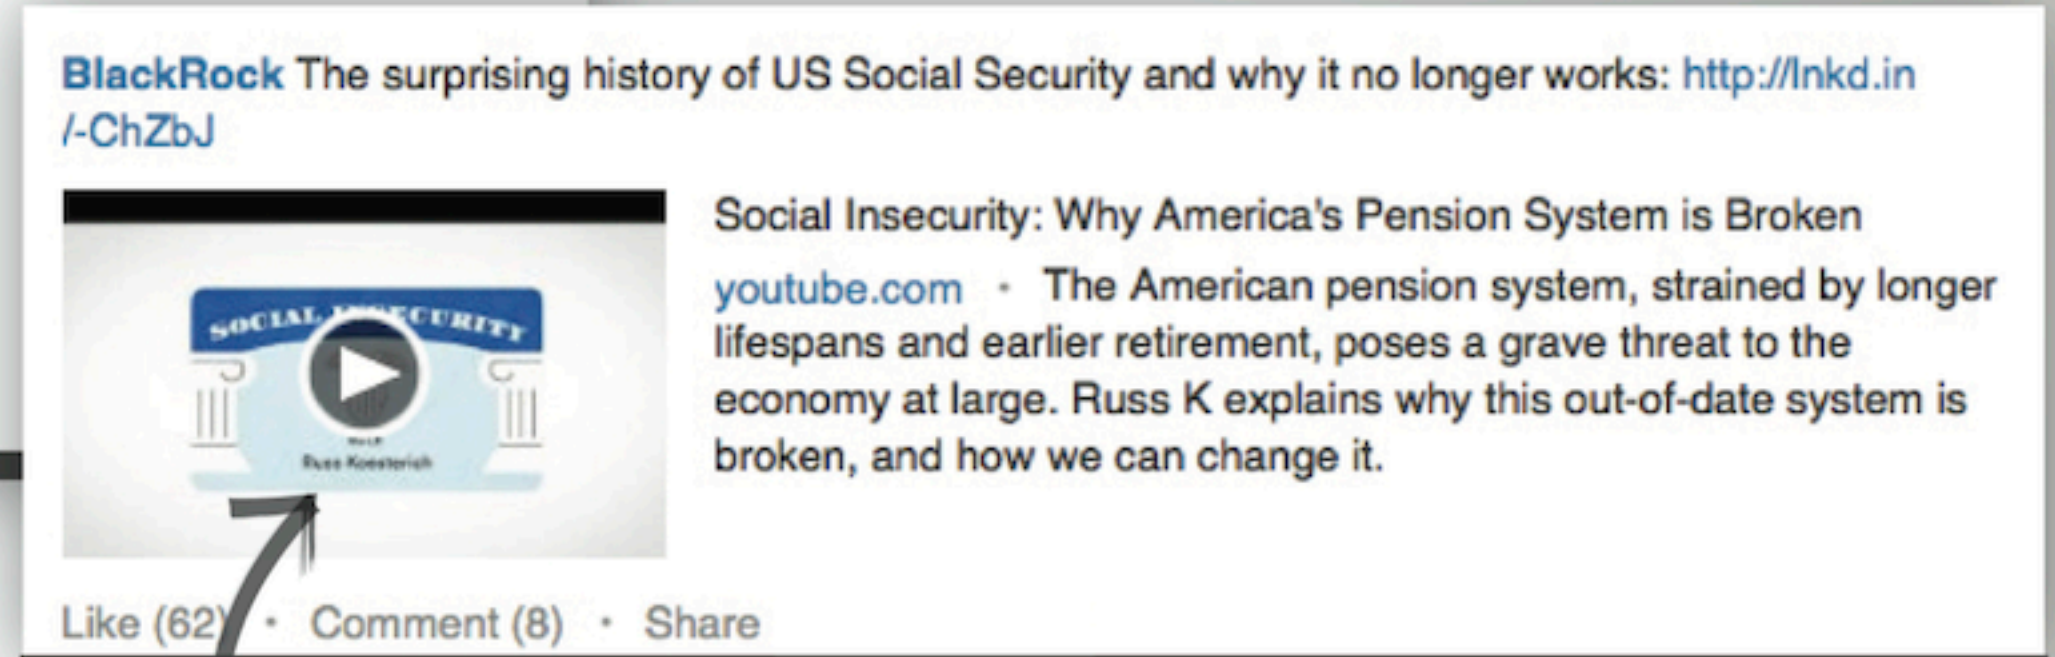 BlackRock The surprising history of US Social Security and why it no longer works: http://lnkd.in
/-ChZbJ
Social Insecurity: Why America's Pension System is Broken
youtube.com · The American pension system, strained by longer
lifespans and earlier retirement, poses a grave threat to the
economy at large. Russ K explains why this out-of-date system is
broken, and how we can change it.
SOCIAL INSECURITY
Russ Koesterich
Like (62) · Comment (8) · Share